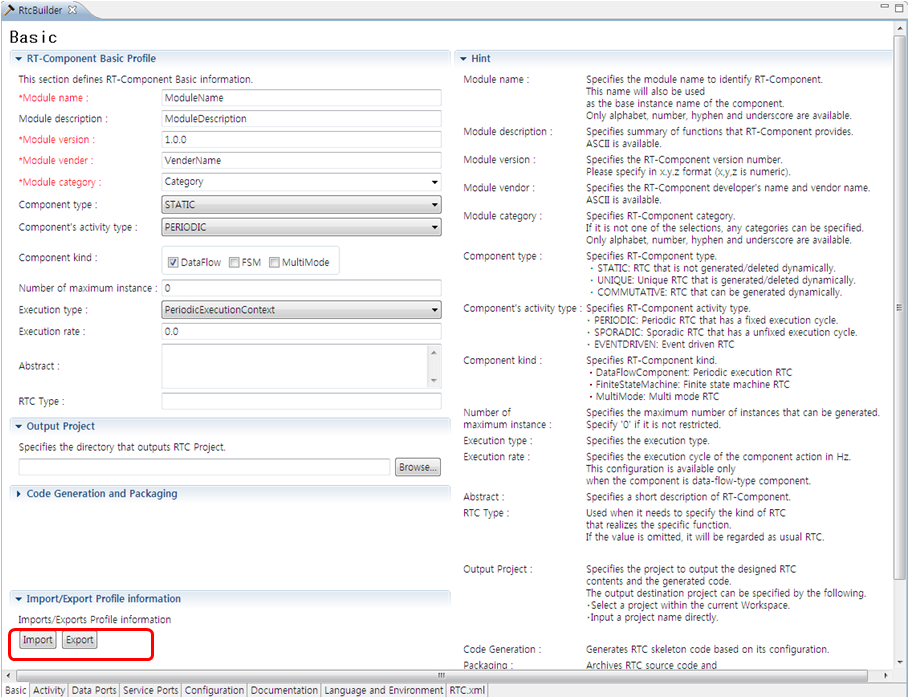 RtcBuilder
Basic
RT-Component Basic Profile
This section defines RT-Component Basic information.
*Module name : ModuleName
Module description : ModuleDescription
*Module version : 1.0.0
*Module vender : VenderName
*Module category : Category
Component type : STATIC
Component's activity type : PERIODIC
Component kind : DataFlow FSM MultiMode
Number of maximum instance : 0
Execution type : PeriodicExecutionContext
Execution rate : 0.0
Abstract :
RTC Type :
Output Project
Specifies the directory that outputs RTC Project.
Browse...
Code Generation and Packaging
Import/Export Profile information
Imports/Exports Profile information
Import Export
Hint
Module name : Specifies the module name to identify RT-Component.
This name will also be used
as the base instance name of the component.
Only alphabet, number, hyphen and underscore are available.
Module description : Specifies summary of functions that RT-Component provides.
ASCII is available.
Module version : Specifies the RT-Component version number.
Please specify in x.y.z format (x,y,z is numeric).
Module vendor : Specifies the RT-Component developer's name and vendor name.
ASCII is available.
Module category : Specifies RT-Component category.
If it is not one of the selections, any categories can be specified.
Only alphabet, number, hyphen and underscore are available.
Component type : Specifies RT-Component type.
・STATIC: RTC that is not generated/deleted dynamically.
・UNIQUE: Unique RTC that is generated/deleted dynamically.
・COMMUTATIVE: RTC that can be generated dynamically.
Component's activity type : Specifies RT-Component activity type.
・PERIODIC: Periodic RTC that has a fixed execution cycle.
・SPORADIC: Sporadic RTC that has a unfixed execution cycle.
・EVENTDRIVEN: Event driven RTC
Component kind : Specifies RT-Component kind.
・DataFlowComponent: Periodic execution RTC
・FiniteStateMachine: Finite state machine RTC
・MultiMode: Multi mode RTC
Number of Specifies the maximum number of instances that can be generated.
maximum instance : Specify '0' if it is not restricted.
Execution type : Specifies the execution type.
Execution rate : Specifies the execution cycle of the component action in Hz.
This configuration is available only
when the component is data-flow-type component.
Abstract : Specifies a short description of RT-Component.
RTC Type : Used when it needs to specify the kind of RTC
that realizes the specific function.
If the value is omitted, it will be regarded as usual RTC.
Output Project : Specifies the project to output the designed RTC
contents and the generated code.
The output destination project can be specified by the following.
・Select a project within the current Workspace.
・Input a project name directly.
Code Generation : Generates RTC skeleton code based on its configuration.
Packaging : Archives RTC source code and
Basic Activity Data Ports Service Ports Configuration Documentation Language and Environment RTC.xml